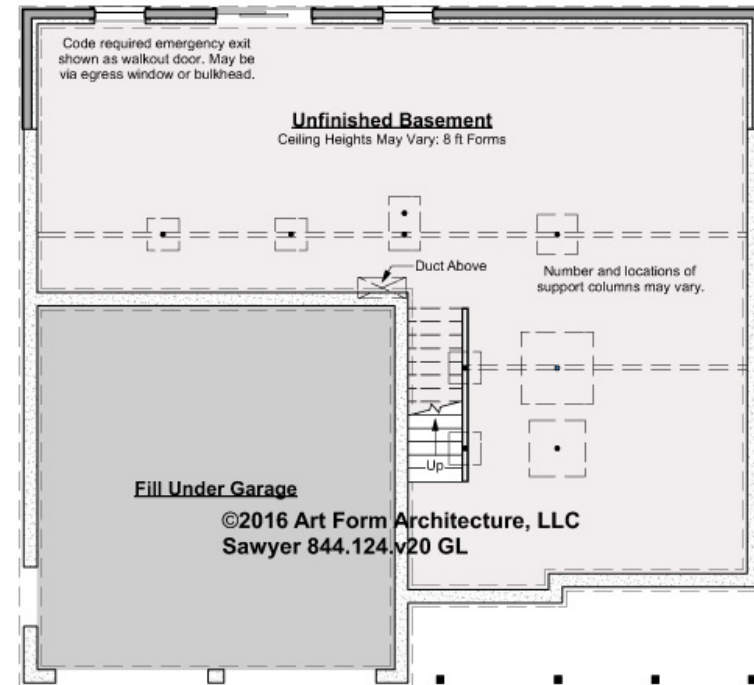 Code required emergency exit
shown as walkout door. May be
via egress window or bulkhead.
Unfinished Basement
Ceiling Heights May Vary: 8 ft Forms
Duct Above
Number and locations of
support columns may vary.
Up
Fill Under Garage
©2016 Art Form Architecture, LLC
Sawyer 844.124.v20 GL